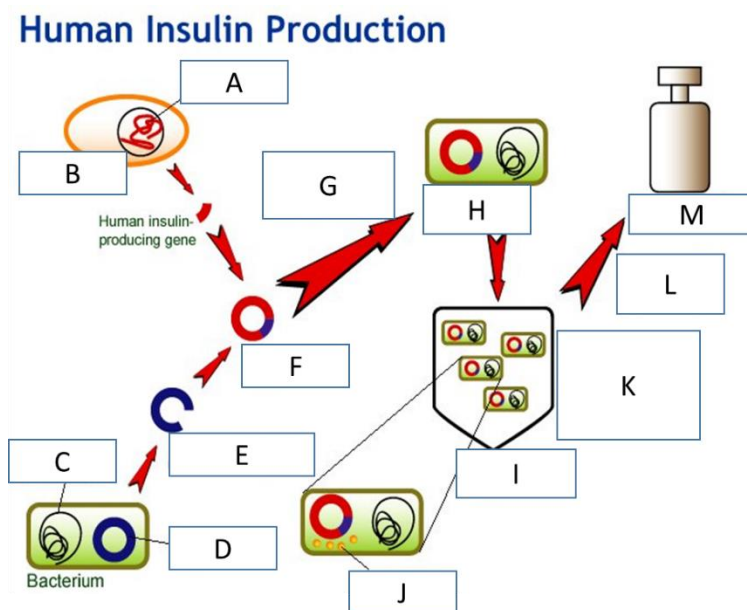 Human Insulin Production
A
B
G
H
M
Human insulin-
producing gene
L
F
K
E
C
I
D
J
Bacterium